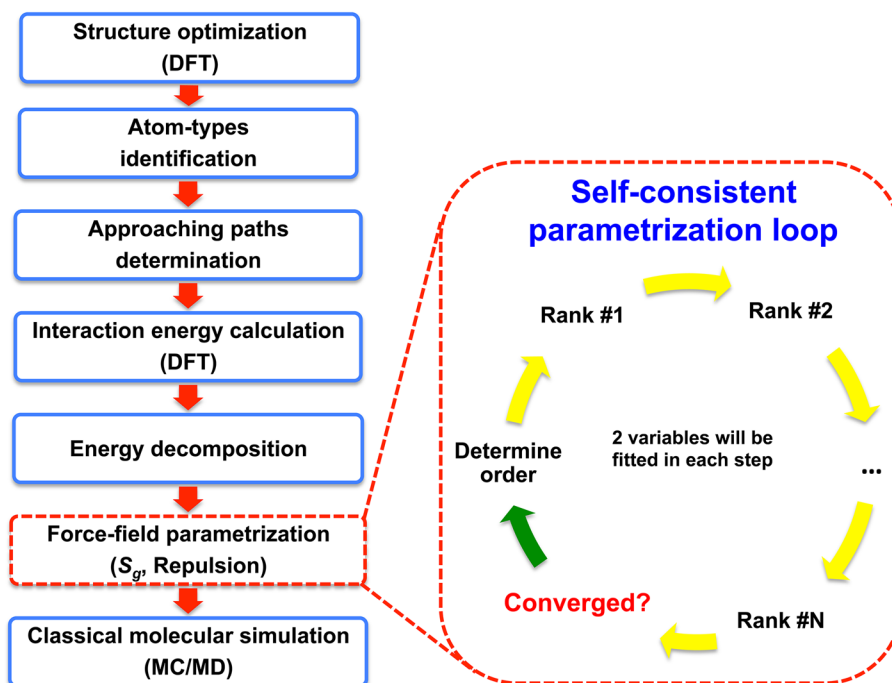 Structure optimization
(DFT)
Atom-types
identification
Approaching paths
determination
Interaction energy calculation
(DFT)
Energy decomposition
Force-field parametrization
(Sg, Repulsion)
Classical molecular simulation
(MC/MD)
Self-consistent
parametrization loop
Rank #1
Rank #2
...
Rank #N
Converged?
Determine
order
2 variables will be
fitted in each step